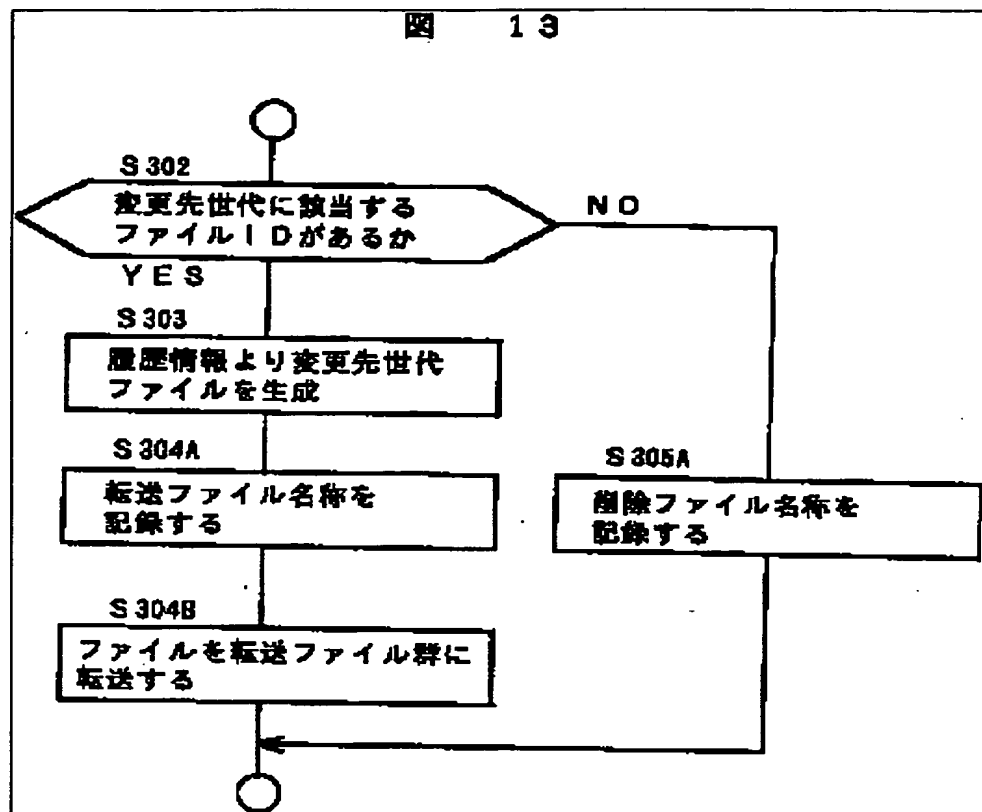 図 13
S302
変更先世代に該当する
ファイルIDがあるか
NO
YES
S303
履歴情報より変更先世代
ファイルを生成
S304A
転送ファイル名称を
記録する
S305A
削除ファイル名称を
記録する
S304B
ファイルを転送ファイル群に
転送する